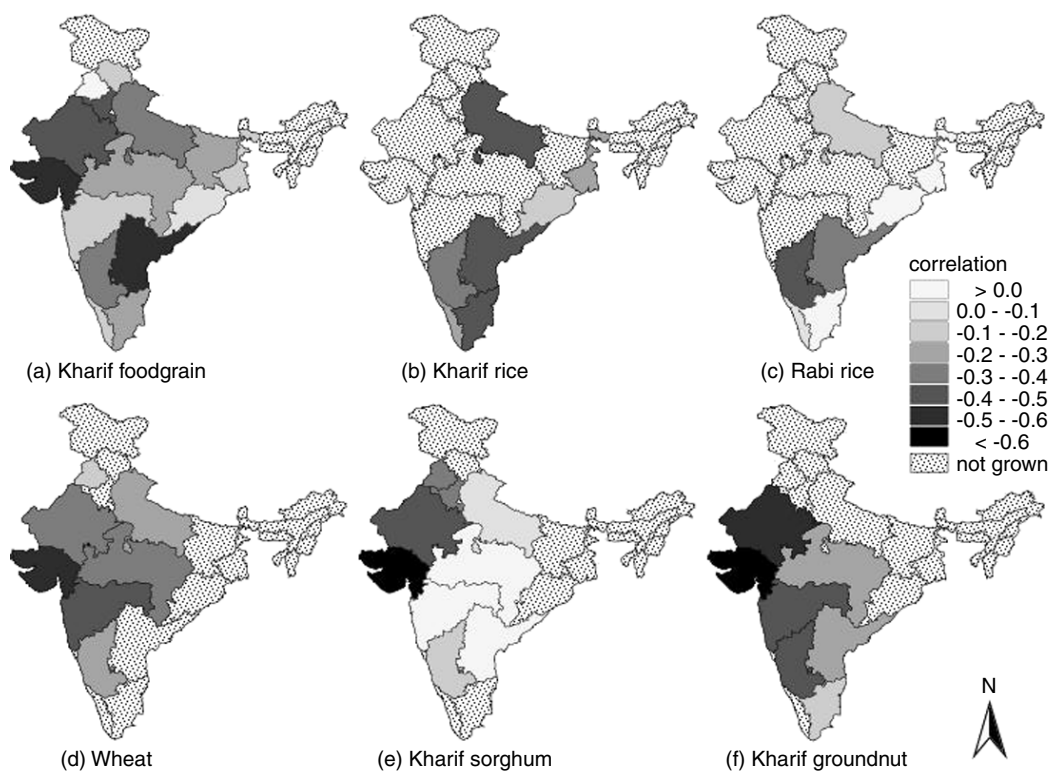 (a) Kharif foodgrain
(b) Kharif rice
(c) Rabi rice
correlation
> 0.0
0.0 - -0.1
-0.1 - -0.2
-0.2 - -0.3
-0.3 - -0.4
-0.4 - -0.5
-0.5 - -0.6
< -0.6
not grown
(d) Wheat
(e) Kharif sorghum
(f) Kharif groundnut
N